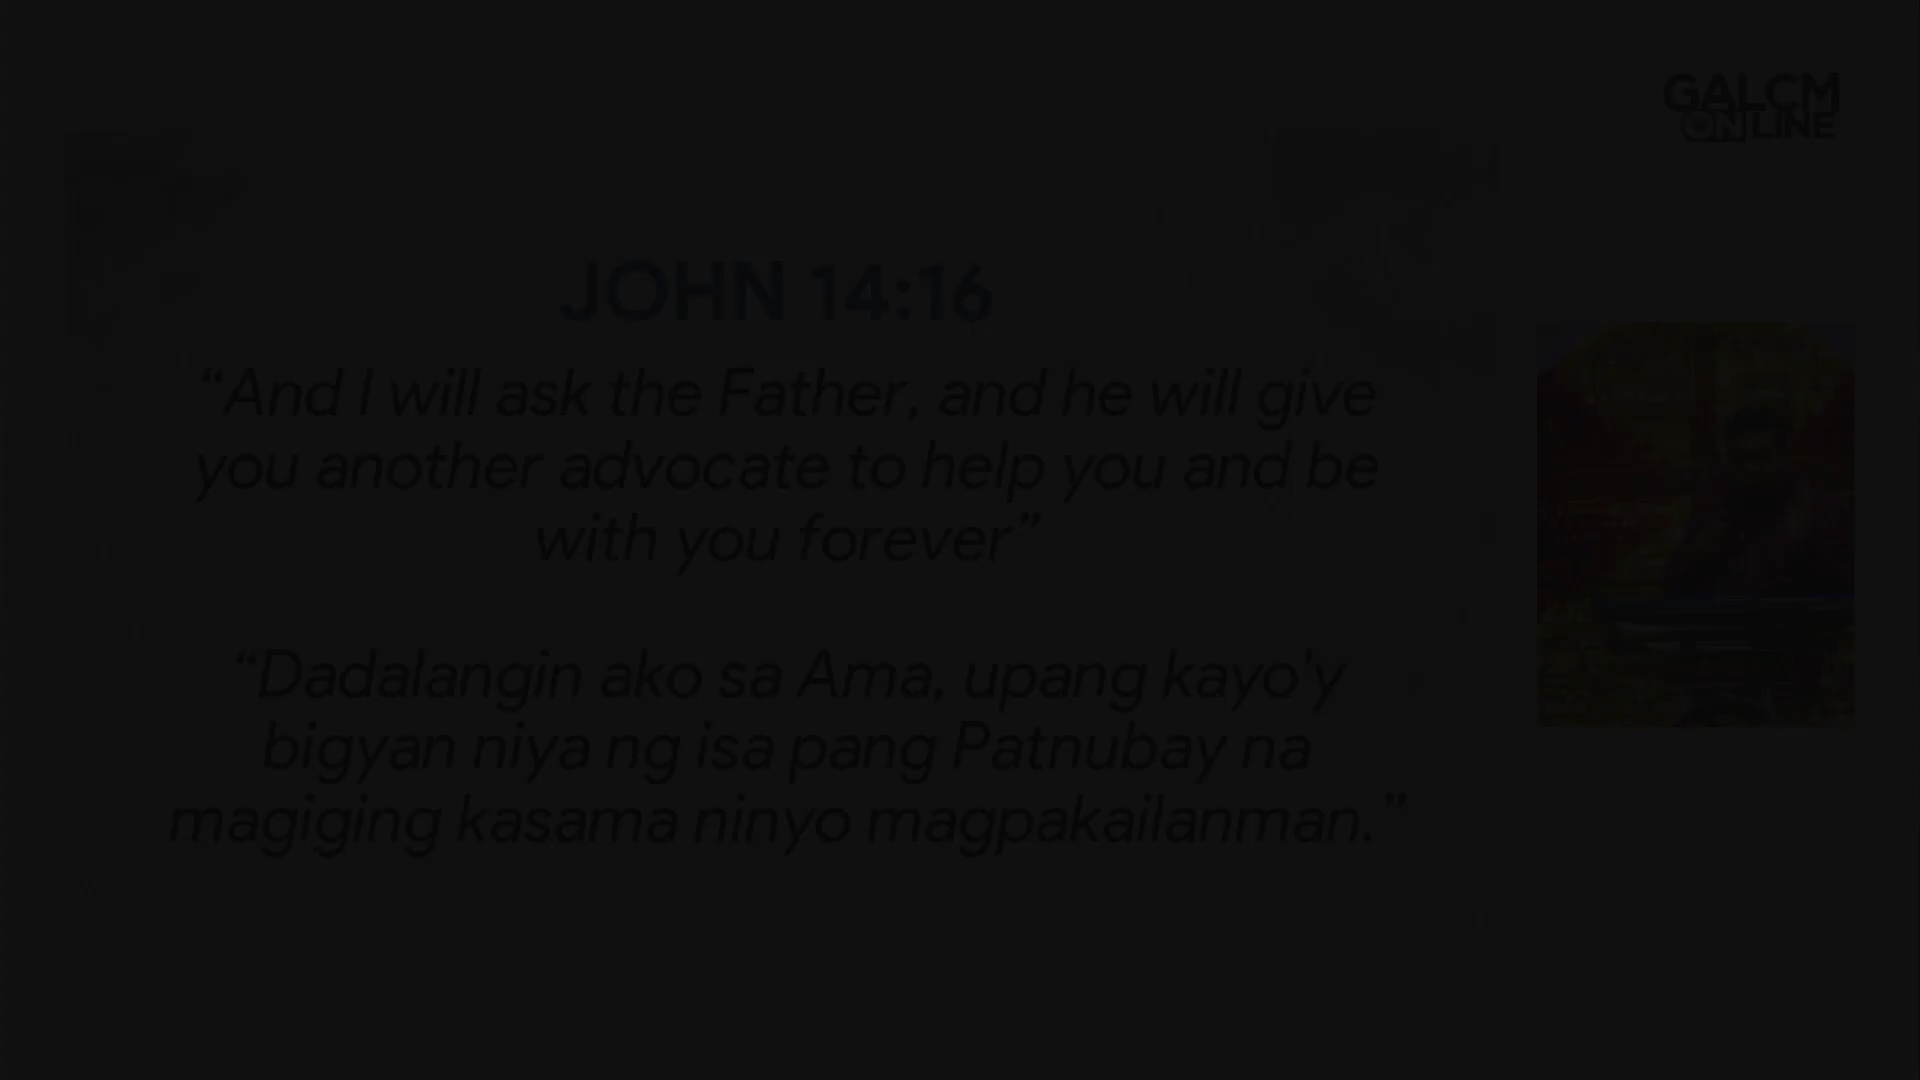 GALCM
ONLINE
JOHN 14:16
“And I will ask the Father, and he will give
you another advocate to help you and be
with you forever”
“Dadalangin ako sa Ama, upang kayo'y
bigyan niya ng isa pang Patnubay na
magiging kasama ninyo magpakailanman.”